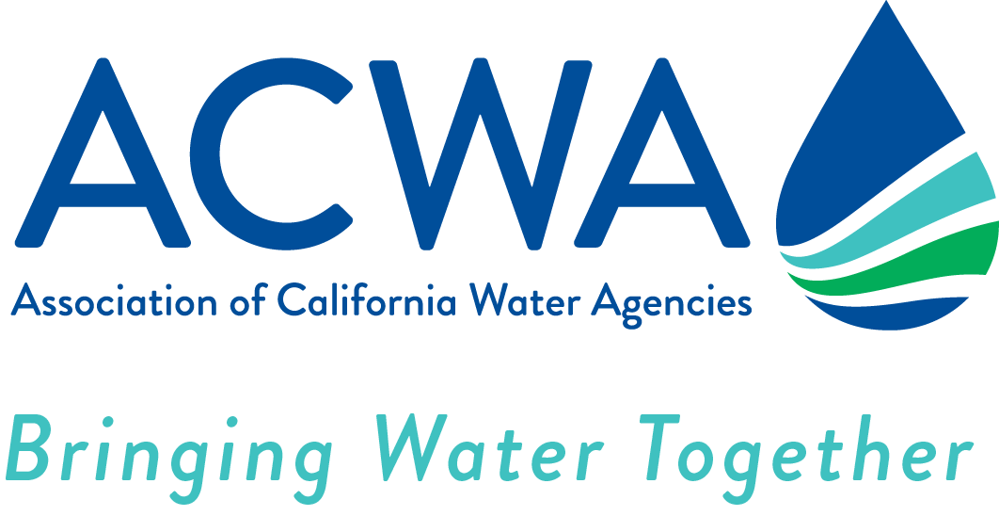 ACWA
Association of California Water Agencies
Bringing Water Together